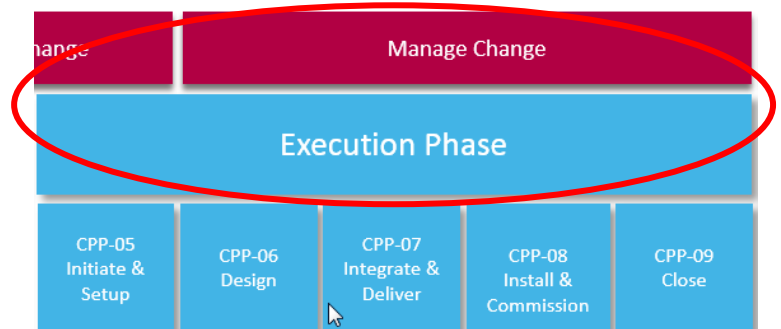 hange
Manage Change
Execution Phase
CPP-05
Initiate &
Setup
CPP-06
Design
CPP-07
Integrate &
Deliver
CPP-08
Install &
Commission
CPP-09
Close